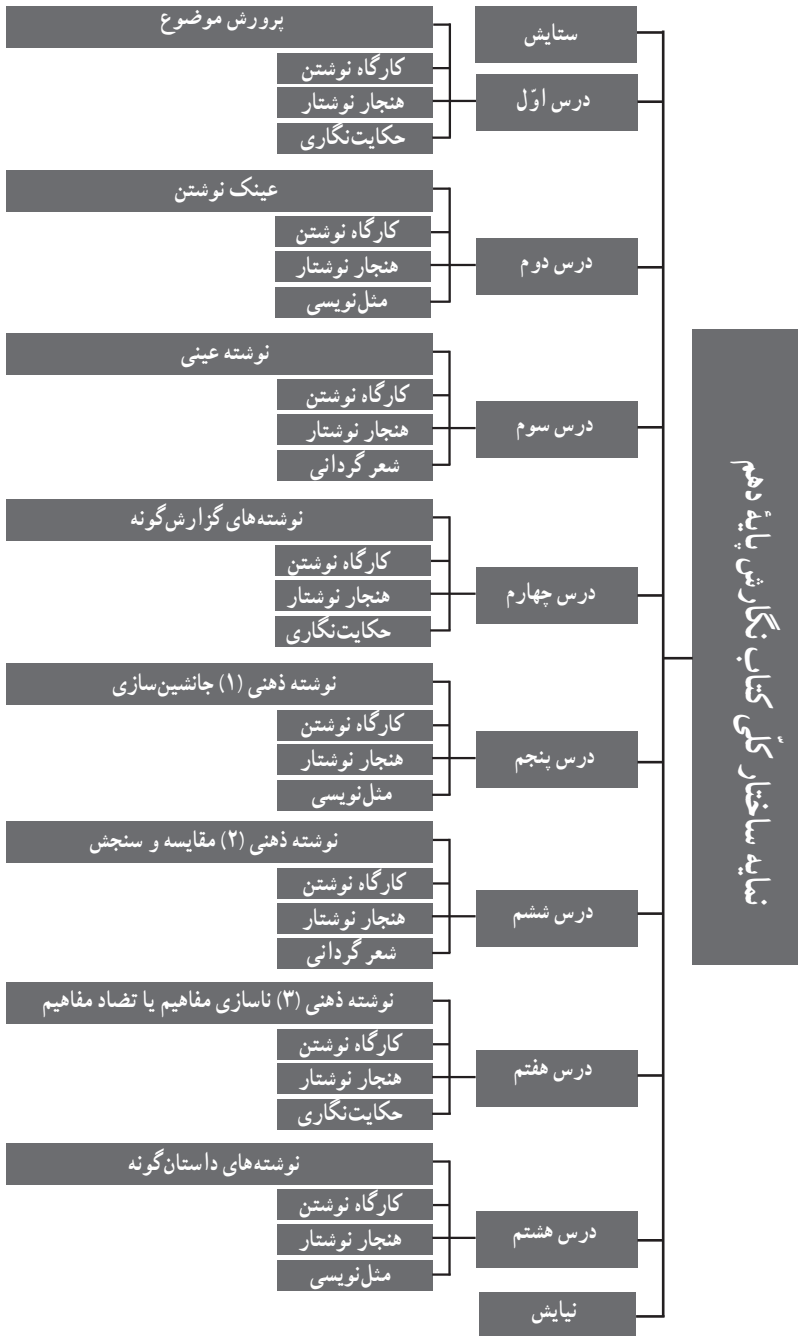 نمایه ساختار کلّی کتاب نگارش پایهٔ دهم
ستایش
درس اوّل
پرورش موضوع
کارگاه نوشتن
هنجار نوشتار
حکایت‌نگاری
درس دوم
عینک نوشتن
کارگاه نوشتن
هنجار نوشتار
مثل‌نویسی
درس سوم
نوشته عینی
کارگاه نوشتن
هنجار نوشتار
شعر گردانی
درس چهارم
نوشته‌های گزارش‌گونه
کارگاه نوشتن
هنجار نوشتار
حکایت‌نگاری
درس پنجم
نوشته ذهنی (۱) جانشین‌سازی
کارگاه نوشتن
هنجار نوشتار
مثل‌نویسی
درس ششم
نوشته ذهنی (۲) مقایسه و سنجش
کارگاه نوشتن
هنجار نوشتار
شعر گردانی
درس هفتم
نوشته ذهنی (۳) ناسازی مفاهیم یا تضاد مفاهیم
کارگاه نوشتن
هنجار نوشتار
حکایت‌نگاری
درس هشتم
نوشته‌های داستان‌گونه
کارگاه نوشتن
هنجار نوشتار
مثل‌نویسی
نیایش